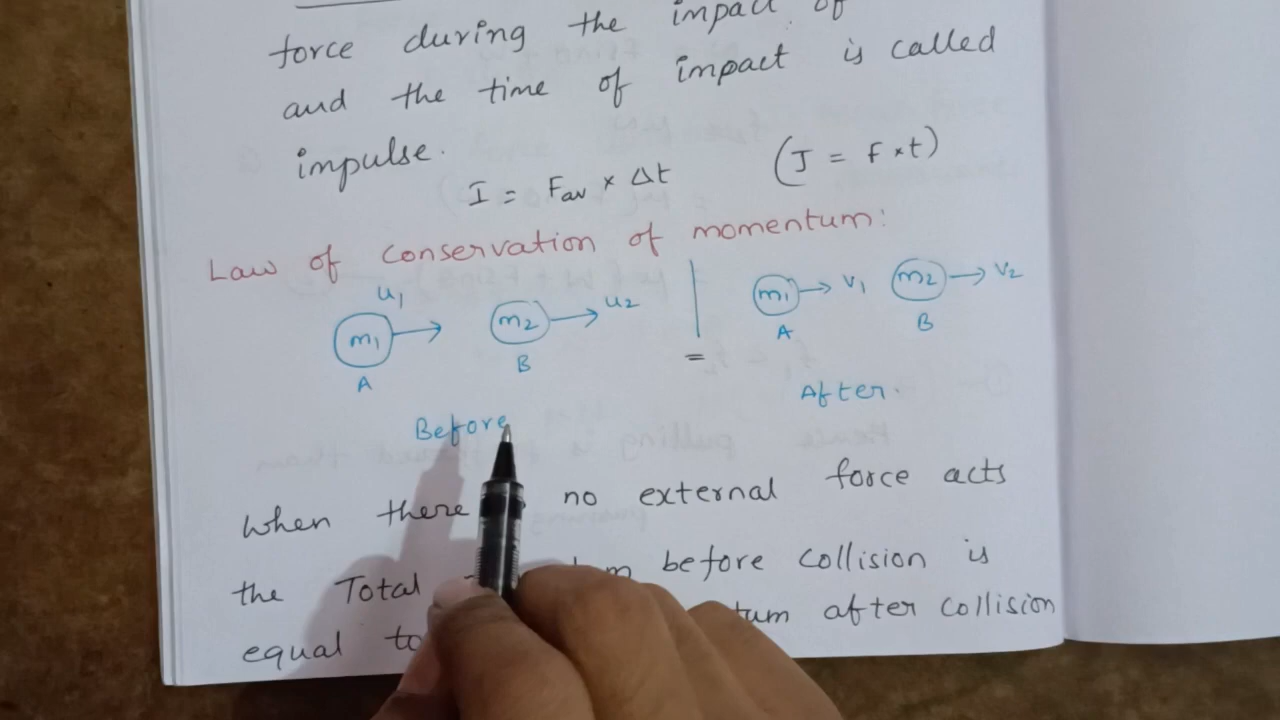 force during the impact of
and the time of impact is called
impulse.
I = Fav × Δt (J = F×t)
Law of conservation of momentum:
u1 m1 A m2 u2 B m1 v1 A m2 v2 B
=
Before After.
when there no external force acts
the Total before collision is
equal to after collision